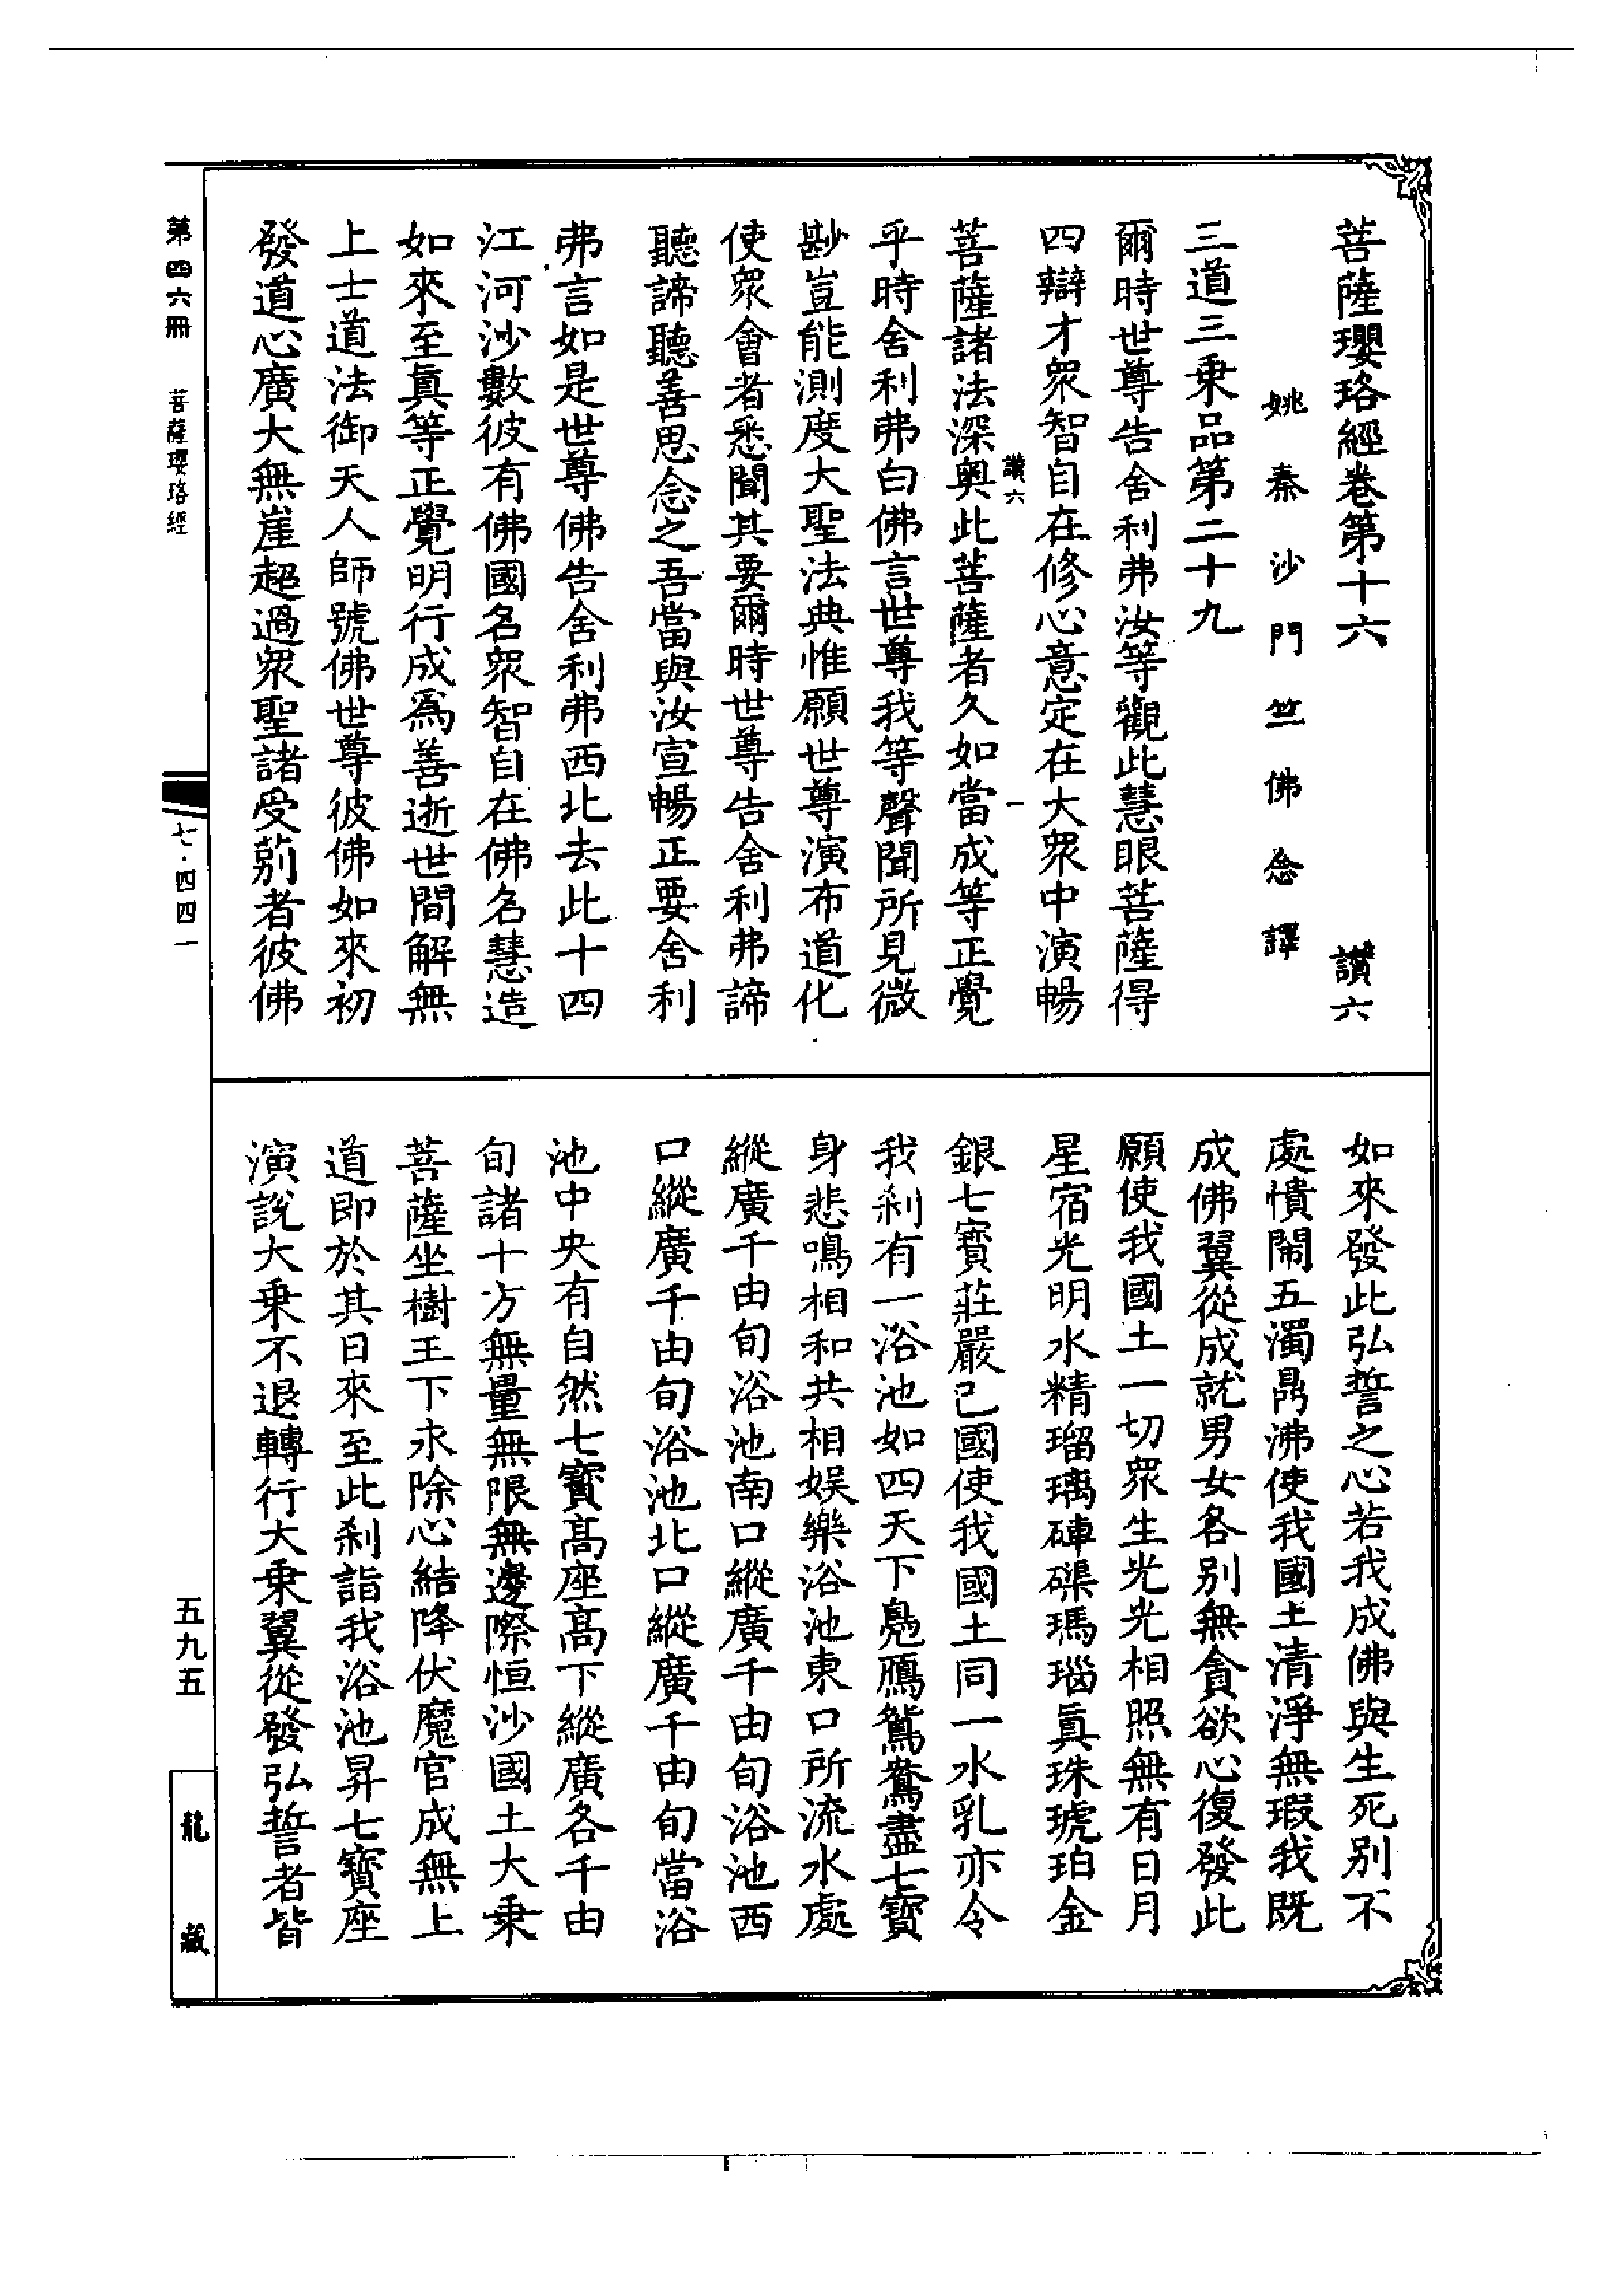 菩薩瓔珞經卷第十六　讚六
姚秦沙門竺佛念譯
三道三乗品第二十九
爾時世尊告舍利弗汝等觀此慧眼菩薩得
四辯才衆智自在修心意定在大衆中演暢
讚六　一
菩薩諸法深奥此菩薩者久如當成等正覺
乎時舍利弗白佛言世尊我等聲聞所見微
尠豈能測度大聖法典惟願世尊演布道化
使衆會者悉聞其要爾時世尊告舍利弗諦
聽諦聽善思念之吾當與汝宣暢正要舍利
弗言如是世尊佛告舍利弗西北去此十四
江河沙數彼有佛國名衆智自在佛名慧造
如來至眞等正覺明行成爲善逝世間解無
上士道法御天人師號佛世尊彼佛如來初
發道心廣大無崖超過衆聖諸受莂者彼佛
如來發此弘誓之心若我成佛與生死別不
處憒閙五濁鼎沸使我國土清淨無瑕我既
成佛翼從成就男女各別無貪欲心復發此
願使我國土一切衆生光光相照無有日月
星宿光明水精瑠璃硨磲瑪瑙眞珠琥珀金
銀七寳莊嚴己國使我國土同一水乳亦令
我刹有一浴池如四天下鳧鴈鴛鴦盡七寳
身悲鳴相和共相娛樂浴池東口所流水處
縱廣千由旬浴池南口縱廣千由旬浴池西
口縱廣千由旬浴池北口縱廣千由旬當浴
池中央有自然七寳髙座髙下縱廣各千由
旬諸十方無量無限無邊際恒沙國土大乗
菩薩坐樹王下永除心結降伏魔官成無上
道即於其日來至此刹詣我浴池昇七寳座
演說大乗不退轉行大乗翼從發弘誓者皆
第四六冊　菩薩瓔珞經
七·四四一
五九五
龍藏